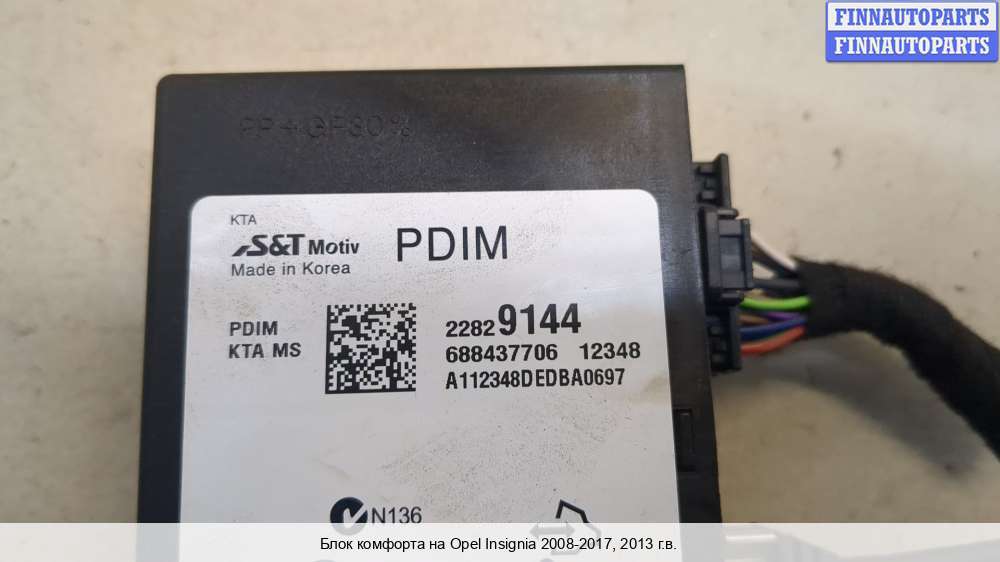 FINNAUTOPARTS
FINNAUTOPARTS
PP+GF30%
KTA
S&T Motiv PDIM
Made in Korea
PDIM 22829144
KTA MS 688437706 12348
A112348DEDBA0697
N136
Блок комфорта на Opel Insignia 2008-2017, 2013 г.в.